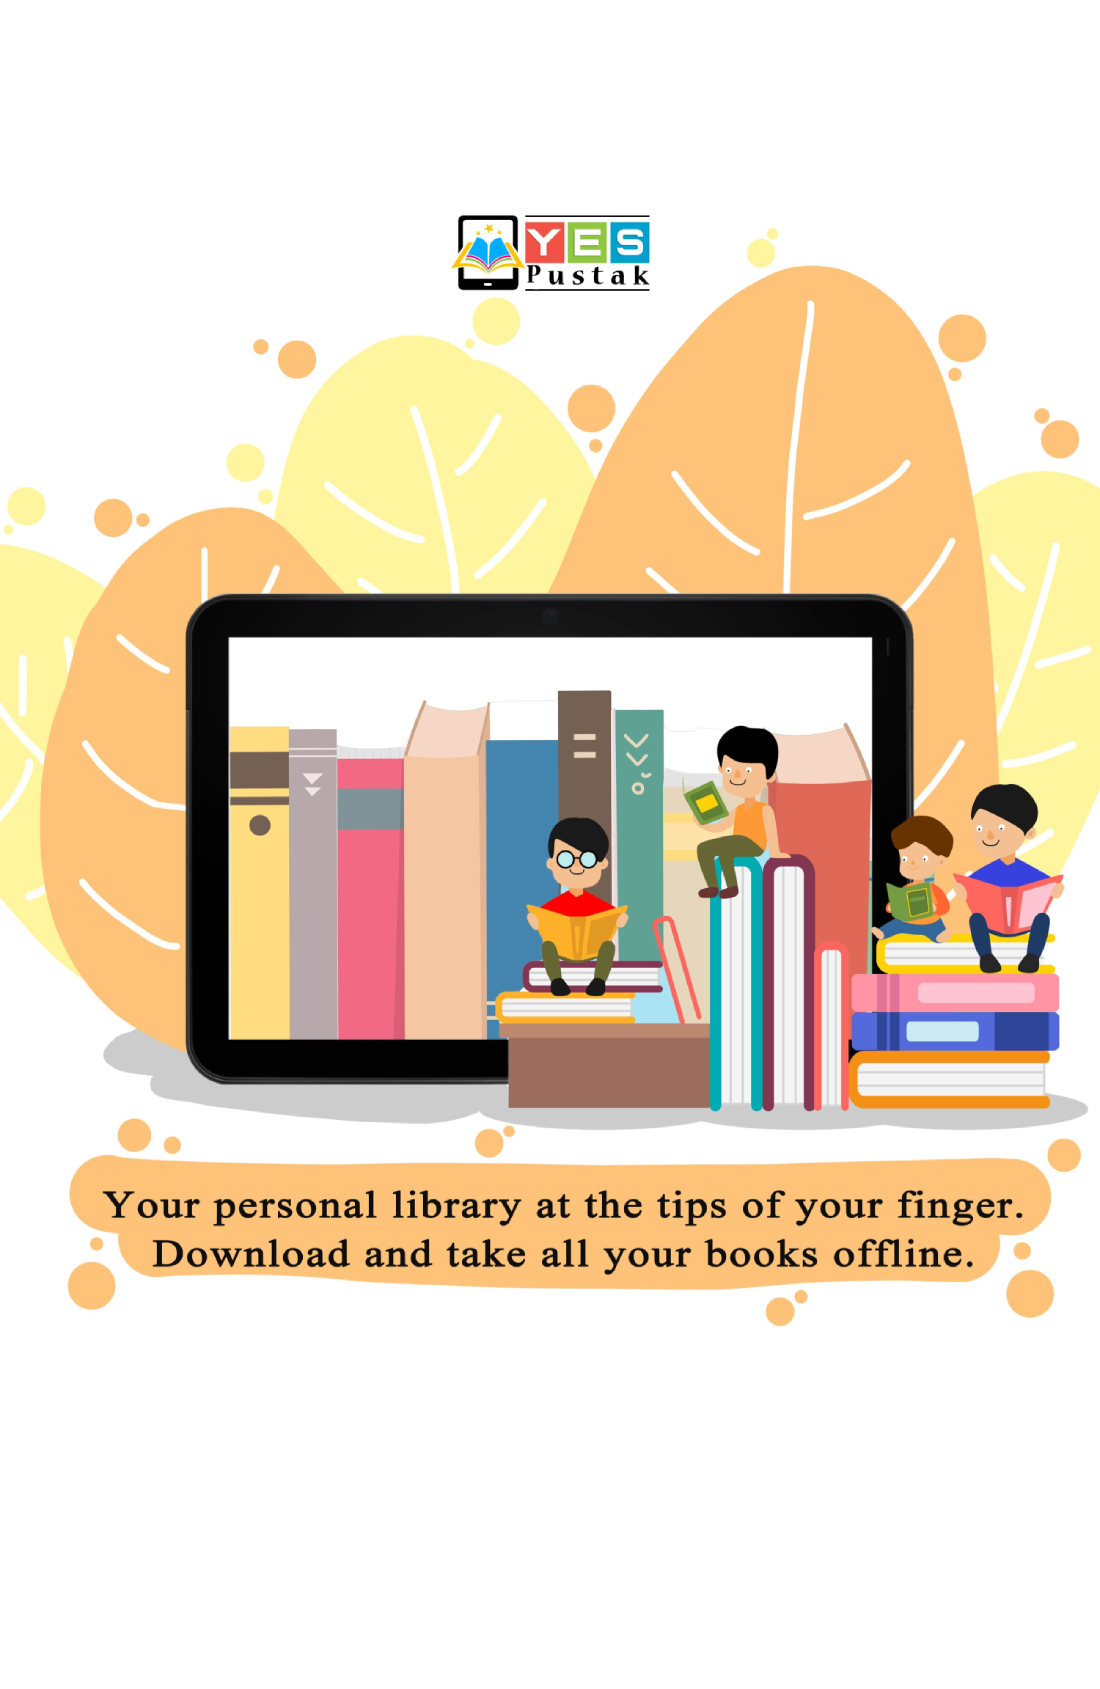 YES
Pustak
Your personal library at the tips of your finger.
Download and take all your books offline.